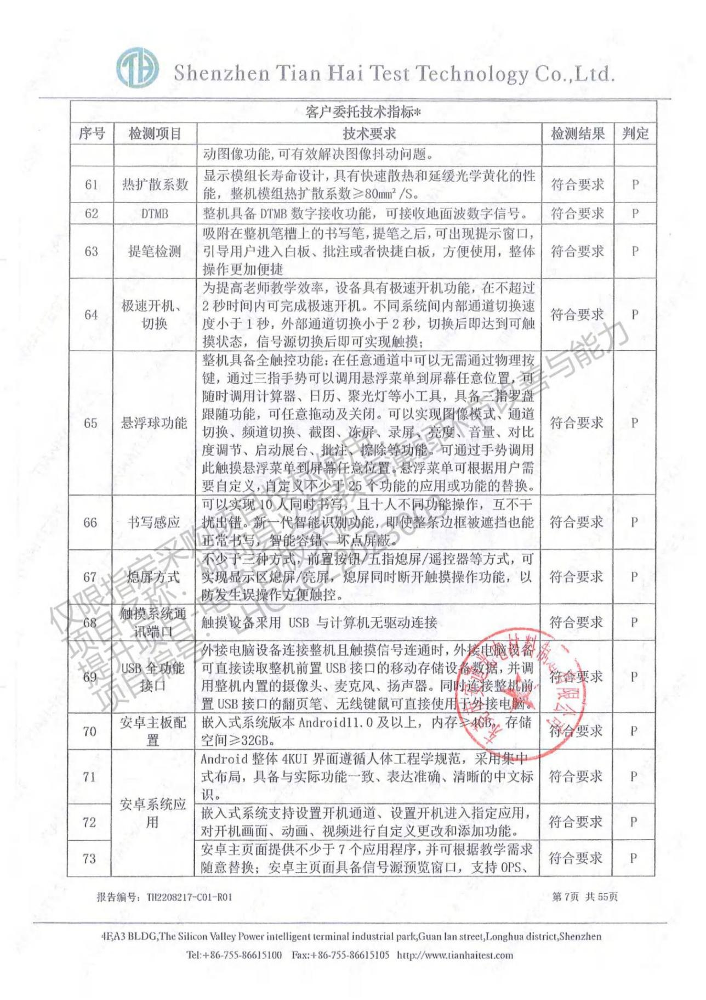 Shenzhen Tian Hai Test Technology Co.,Ltd.
客户委托技术指标*
序号 检测项目 技术要求 检测结果 判定
动图像功能,可有效解决图像抖动问题。
61 热扩散系数 显示模组长寿命设计,具有快速散热和延缓光学黄化的性 符合要求 P
能，整机模组热扩散系数≥80mm²/S。
62 DTMB 整机具备 DTMB 数字接收功能，可接收地面波数字信号。 符合要求 P
63 提笔检测 吸附在整机笔槽上的书写笔,提笔之后,可出现提示窗口, 符合要求 P
引导用户进入白板、批注或者快捷白板，方便使用，整体
操作更加便捷
64 极速开机、 为提高老师教学效率，设备具有极速开机功能，在不超过 符合要求 P
切换 2 秒时间内可完成极速开机。不同系统间内部通道切换速
度小于 1 秒，外部通道切换小于 2 秒，切换后即达到可触
摸状态，信号源切换后即可实现触摸；
65 悬浮球功能 整机具备全触控功能：在任意通道中可以无需通过物理按 符合要求 P
键，通过三指手势可以调用悬浮菜单到屏幕任意位置，可
随时调用计算器、日历、聚光灯等小工具，具备三指罗盘
跟随功能，可任意拖动及关闭。可以实现图像模式、通道
切换、频道切换、截图、冻屏、录屏、亮度、音量、对比
度调节、启动展台、批注、擦除等功能。可通过手势调用
此触摸悬浮菜单到屏幕任意位置。悬浮菜单可根据用户需
要自定义,自定义不少于 25 个功能的应用或功能的替换。
66 书写感应 可以实现 10 人同时书写，且十人不同功能操作，互不干 符合要求 P
扰出错。新一代智能识别功能，即使整条边框被遮挡也能
正常书写，智能容错、坏点屏蔽。
67 熄屏方式 不少于三种方式，前置按钮/五指熄屏/遥控器等方式，可 符合要求 P
实现显示区熄屏/亮屏，熄屏同时断开触摸操作功能，以
防发生误操作方便触控。
68 触摸系统通 触摸设备采用 USB 与计算机无驱动连接 符合要求 P
讯端口
69 USB 全功能 外接电脑设备连接整机且触摸信号连通时,外接电脑设备 符合要求 P
接口 可直接读取整机前置 USB 接口的移动存储设备数据,并调
用整机内置的摄像头、麦克风、扬声器。同时连接整机前
置 USB 接口的翻页笔、无线键鼠可直接使用于外接电脑。
70 安卓主板配 嵌入式系统版本 Android11.0 及以上，内存≥4GB，存储 符合要求 P
置 空间≥32GB。
71 安卓系统应 Android 整体 4KUI 界面遵循人体工程学规范，采用集中 符合要求 P
用 式布局，具备与实际功能一致、表达准确、清晰的中文标
识。
72 嵌入式系统支持设置开机通道、设置开机进入指定应用， 符合要求 P
对开机画面、动画、视频进行自定义更改和添加功能。
73 安卓主页面提供不少于 7 个应用程序,并可根据教学需求 符合要求 P
随意替换；安卓主页面具备信号源预览窗口，支持 OPS、
仅限指定采购项目投标使用，
提升项目-电子白板采购
报告编号：TH2208217-C01-R01 第 7页 共 55页
4F,A3 BLDG,The Silicon Valley Power intelligent terminal industrial park,Guan lan street,Longhua district,Shenzhen
Tel:+86-755-86615100 Fax:+86-755-86615105 http://www.tianhaitest.com